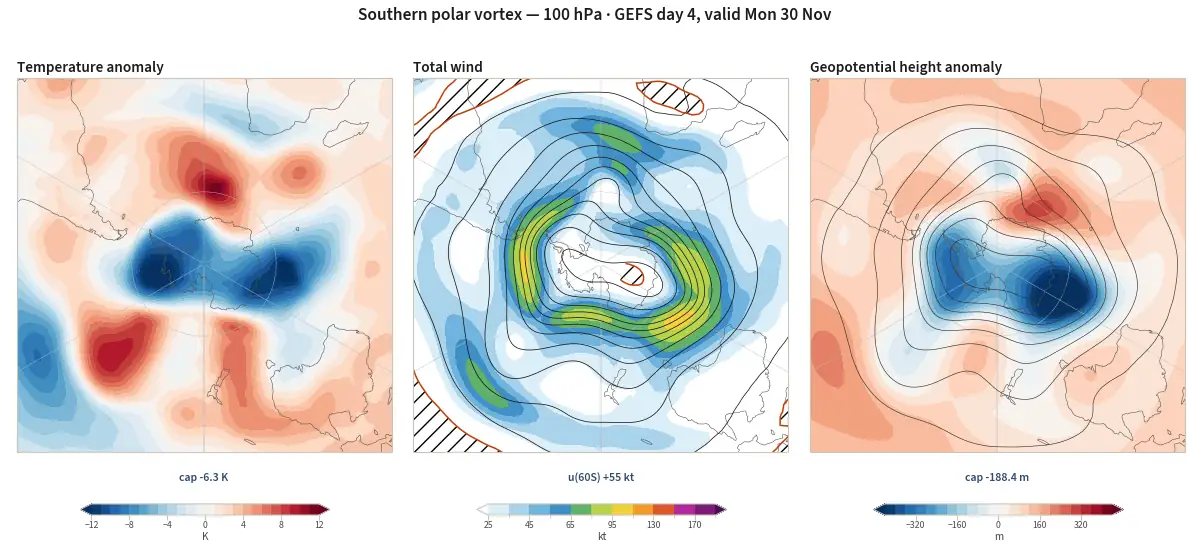 Southern polar vortex — 100 hPa · GEFS day 4, valid Mon 30 Nov
Temperature anomaly
Total wind
Geopotential height anomaly
cap -6.3 K
u(60S) +55 kt
cap -188.4 m
−12 −8 −4 0 4 8 12
K
25 45 65 95 130 170
kt
−320 −160 0 160 320
m